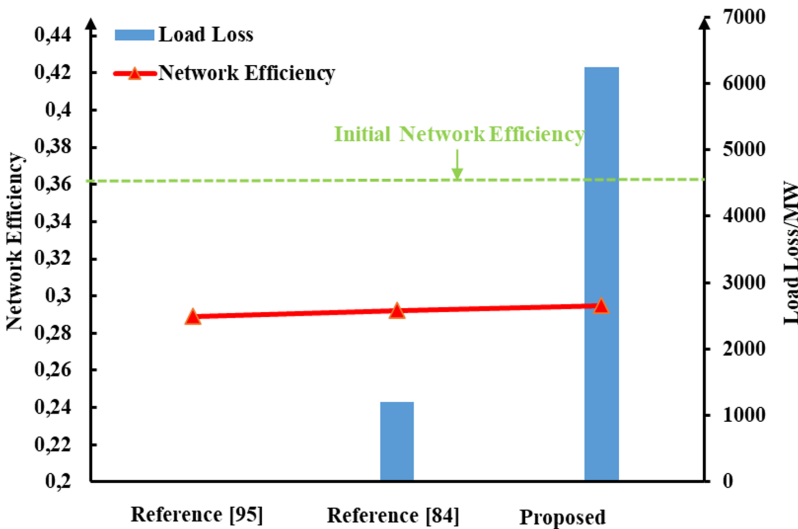 Load Loss
Network Efficiency
Initial Network Efficiency
Network Efficiency
0,44
0,42
0,4
0,38
0,36
0,34
0,32
0,3
0,28
0,26
0,24
0,22
0,2
7000
6000
5000
4000
3000
2000
1000
0
Load Loss/MW
Reference [95]
Reference [84]
Proposed